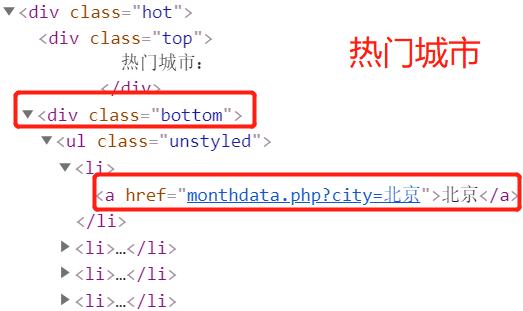 ▼<div class="hot">
<div class="top">
热门城市：
</div>
热门城市
▼<div class="bottom">
▼<ul class="unstyled">
▼<li>
<a href="monthdata.php?city=北京">北京</a>
</li>
▶<li>…</li>
▶<li>…</li>
▶<li>…</li>